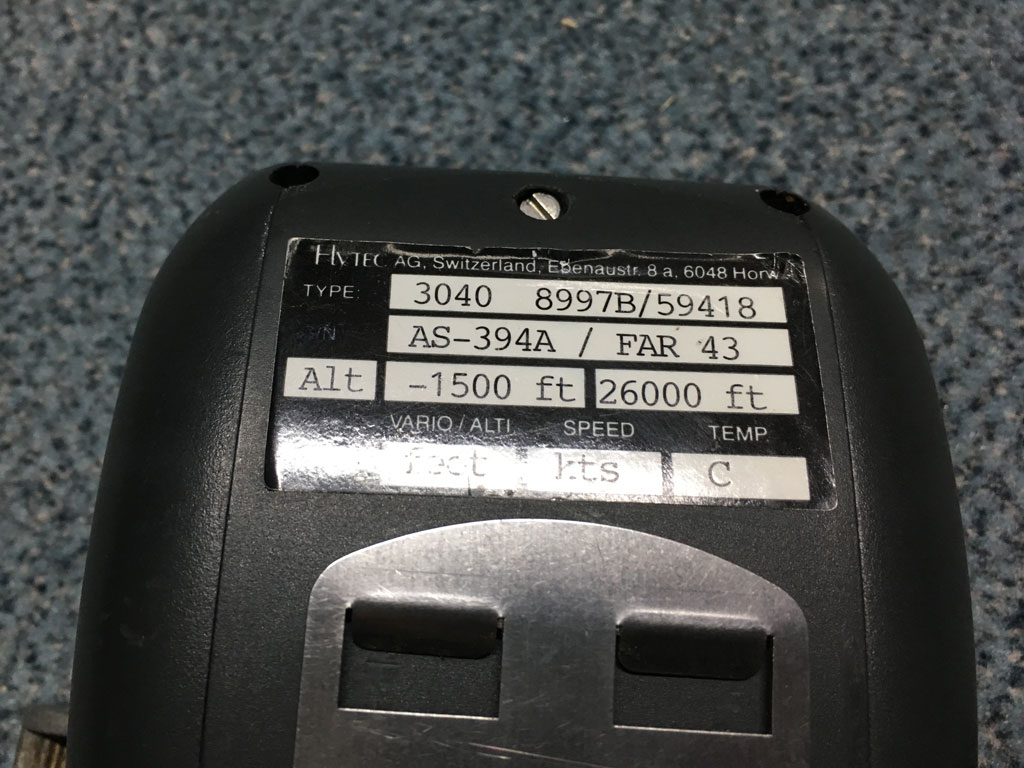 HYTEC AG, Switzerland, Ebenaustr. 8 a, 6048 Horw
TYPE 3040 8997B/59418
AS-394A / FAR 43
Alt -1500 ft 26000 ft
VARIO / ALTI SPEED TEMP
feet kts C